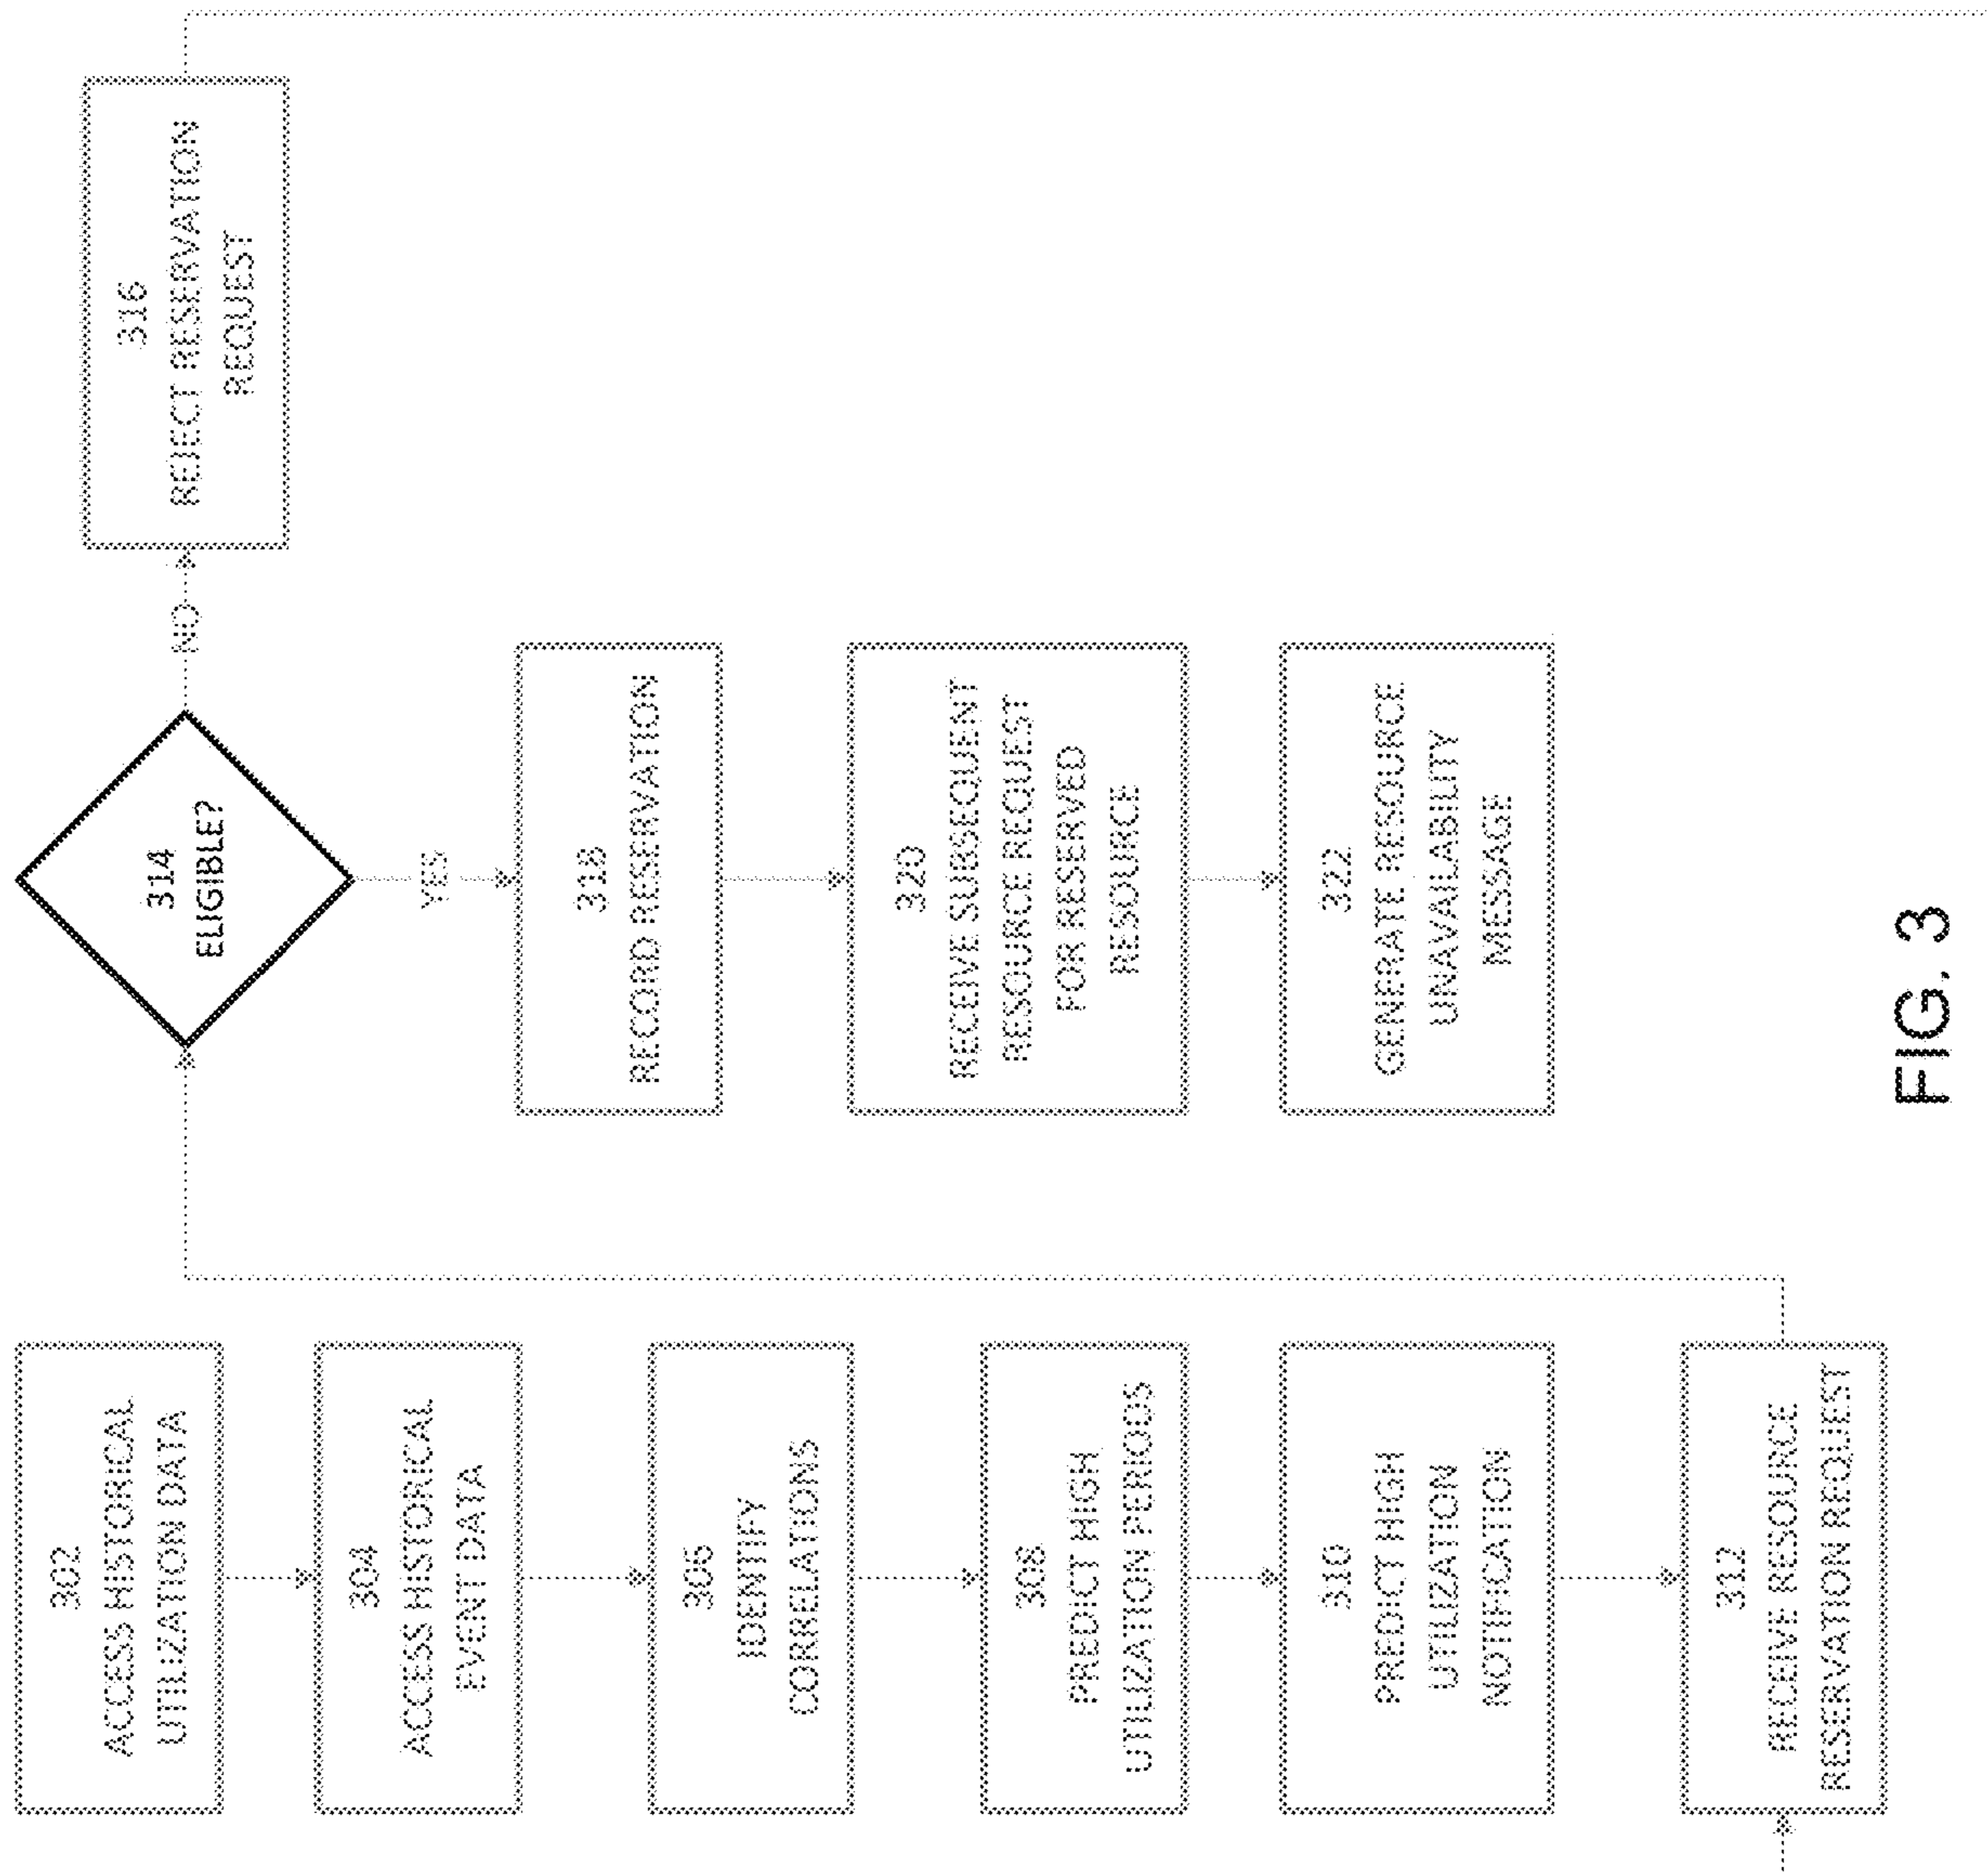 302
ACCESS HISTORICAL
UTILIZATION DATA
304
ACCESS HISTORICAL
EVENT DATA
306
IDENTIFY
CORRELATIONS
308
PREDICT HIGH
UTILIZATION PERIODS
310
PREDICT HIGH
UTILIZATION
NOTIFICATION
312
RECEIVE RESOURCE
RESERVATION REQUEST
314
ELIGIBLE?
YES
318
RECORD RESERVATION
320
RECEIVE SUBSEQUENT
RESOURCE REQUEST
FOR RESERVED
RESOURCE
322
GENERATE RESOURCE
UNAVAILABILITY
MESSAGE
NO
316
REJECT RESERVATION
REQUEST
FIG. 3